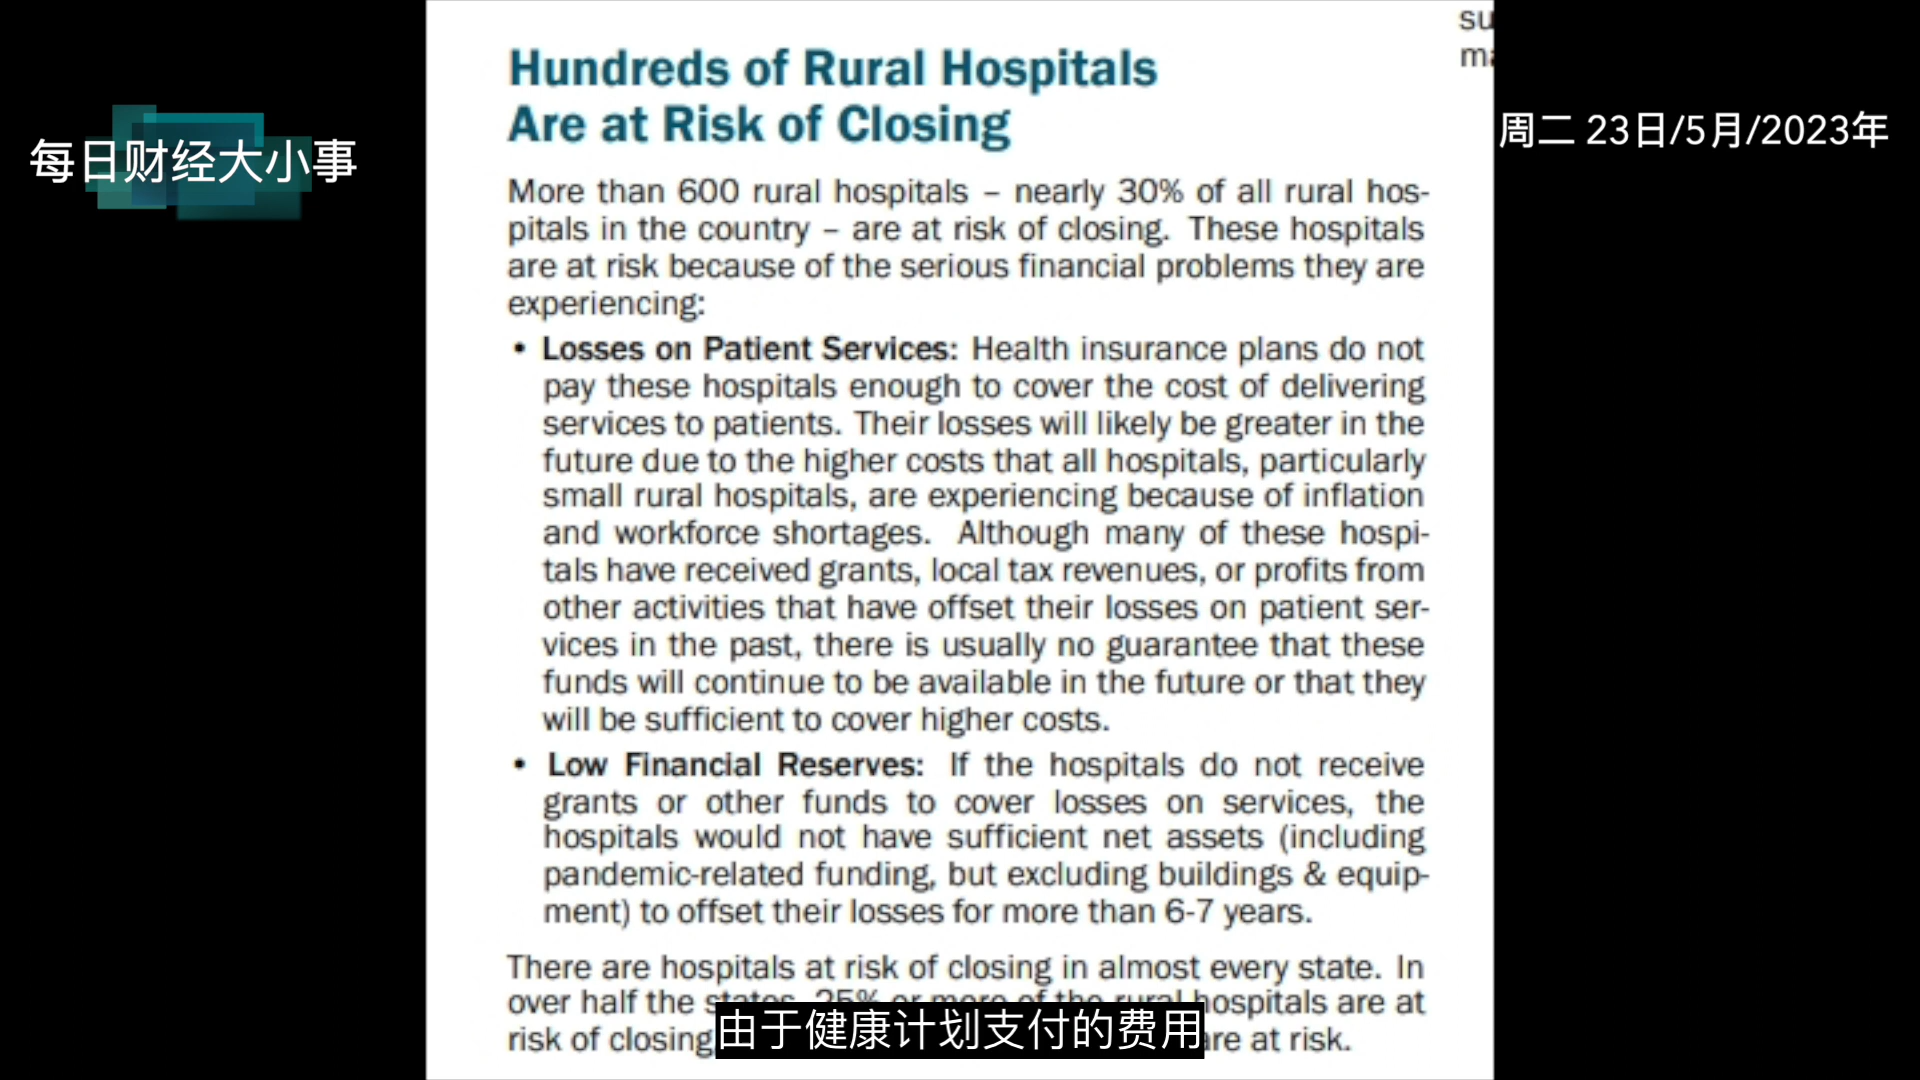 su
ma
Hundreds of Rural Hospitals
Are at Risk of Closing
每日财经大小事
周二 23日/5月/2023年
More than 600 rural hospitals – nearly 30% of all rural hos-
pitals in the country – are at risk of closing. These hospitals
are at risk because of the serious financial problems they are
experiencing:
• Losses on Patient Services: Health insurance plans do not
pay these hospitals enough to cover the cost of delivering
services to patients. Their losses will likely be greater in the
future due to the higher costs that all hospitals, particularly
small rural hospitals, are experiencing because of inflation
and workforce shortages. Although many of these hospi-
tals have received grants, local tax revenues, or profits from
other activities that have offset their losses on patient ser-
vices in the past, there is usually no guarantee that these
funds will continue to be available in the future or that they
will be sufficient to cover higher costs.
• Low Financial Reserves: If the hospitals do not receive
grants or other funds to cover losses on services, the
hospitals would not have sufficient net assets (including
pandemic-related funding, but excluding buildings & equip-
ment) to offset their losses for more than 6-7 years.
There are hospitals at risk of closing in almost every state. In
over half the states, 25% or more of the rural hospitals are at
risk of closing are at risk.
由于健康计划支付的费用